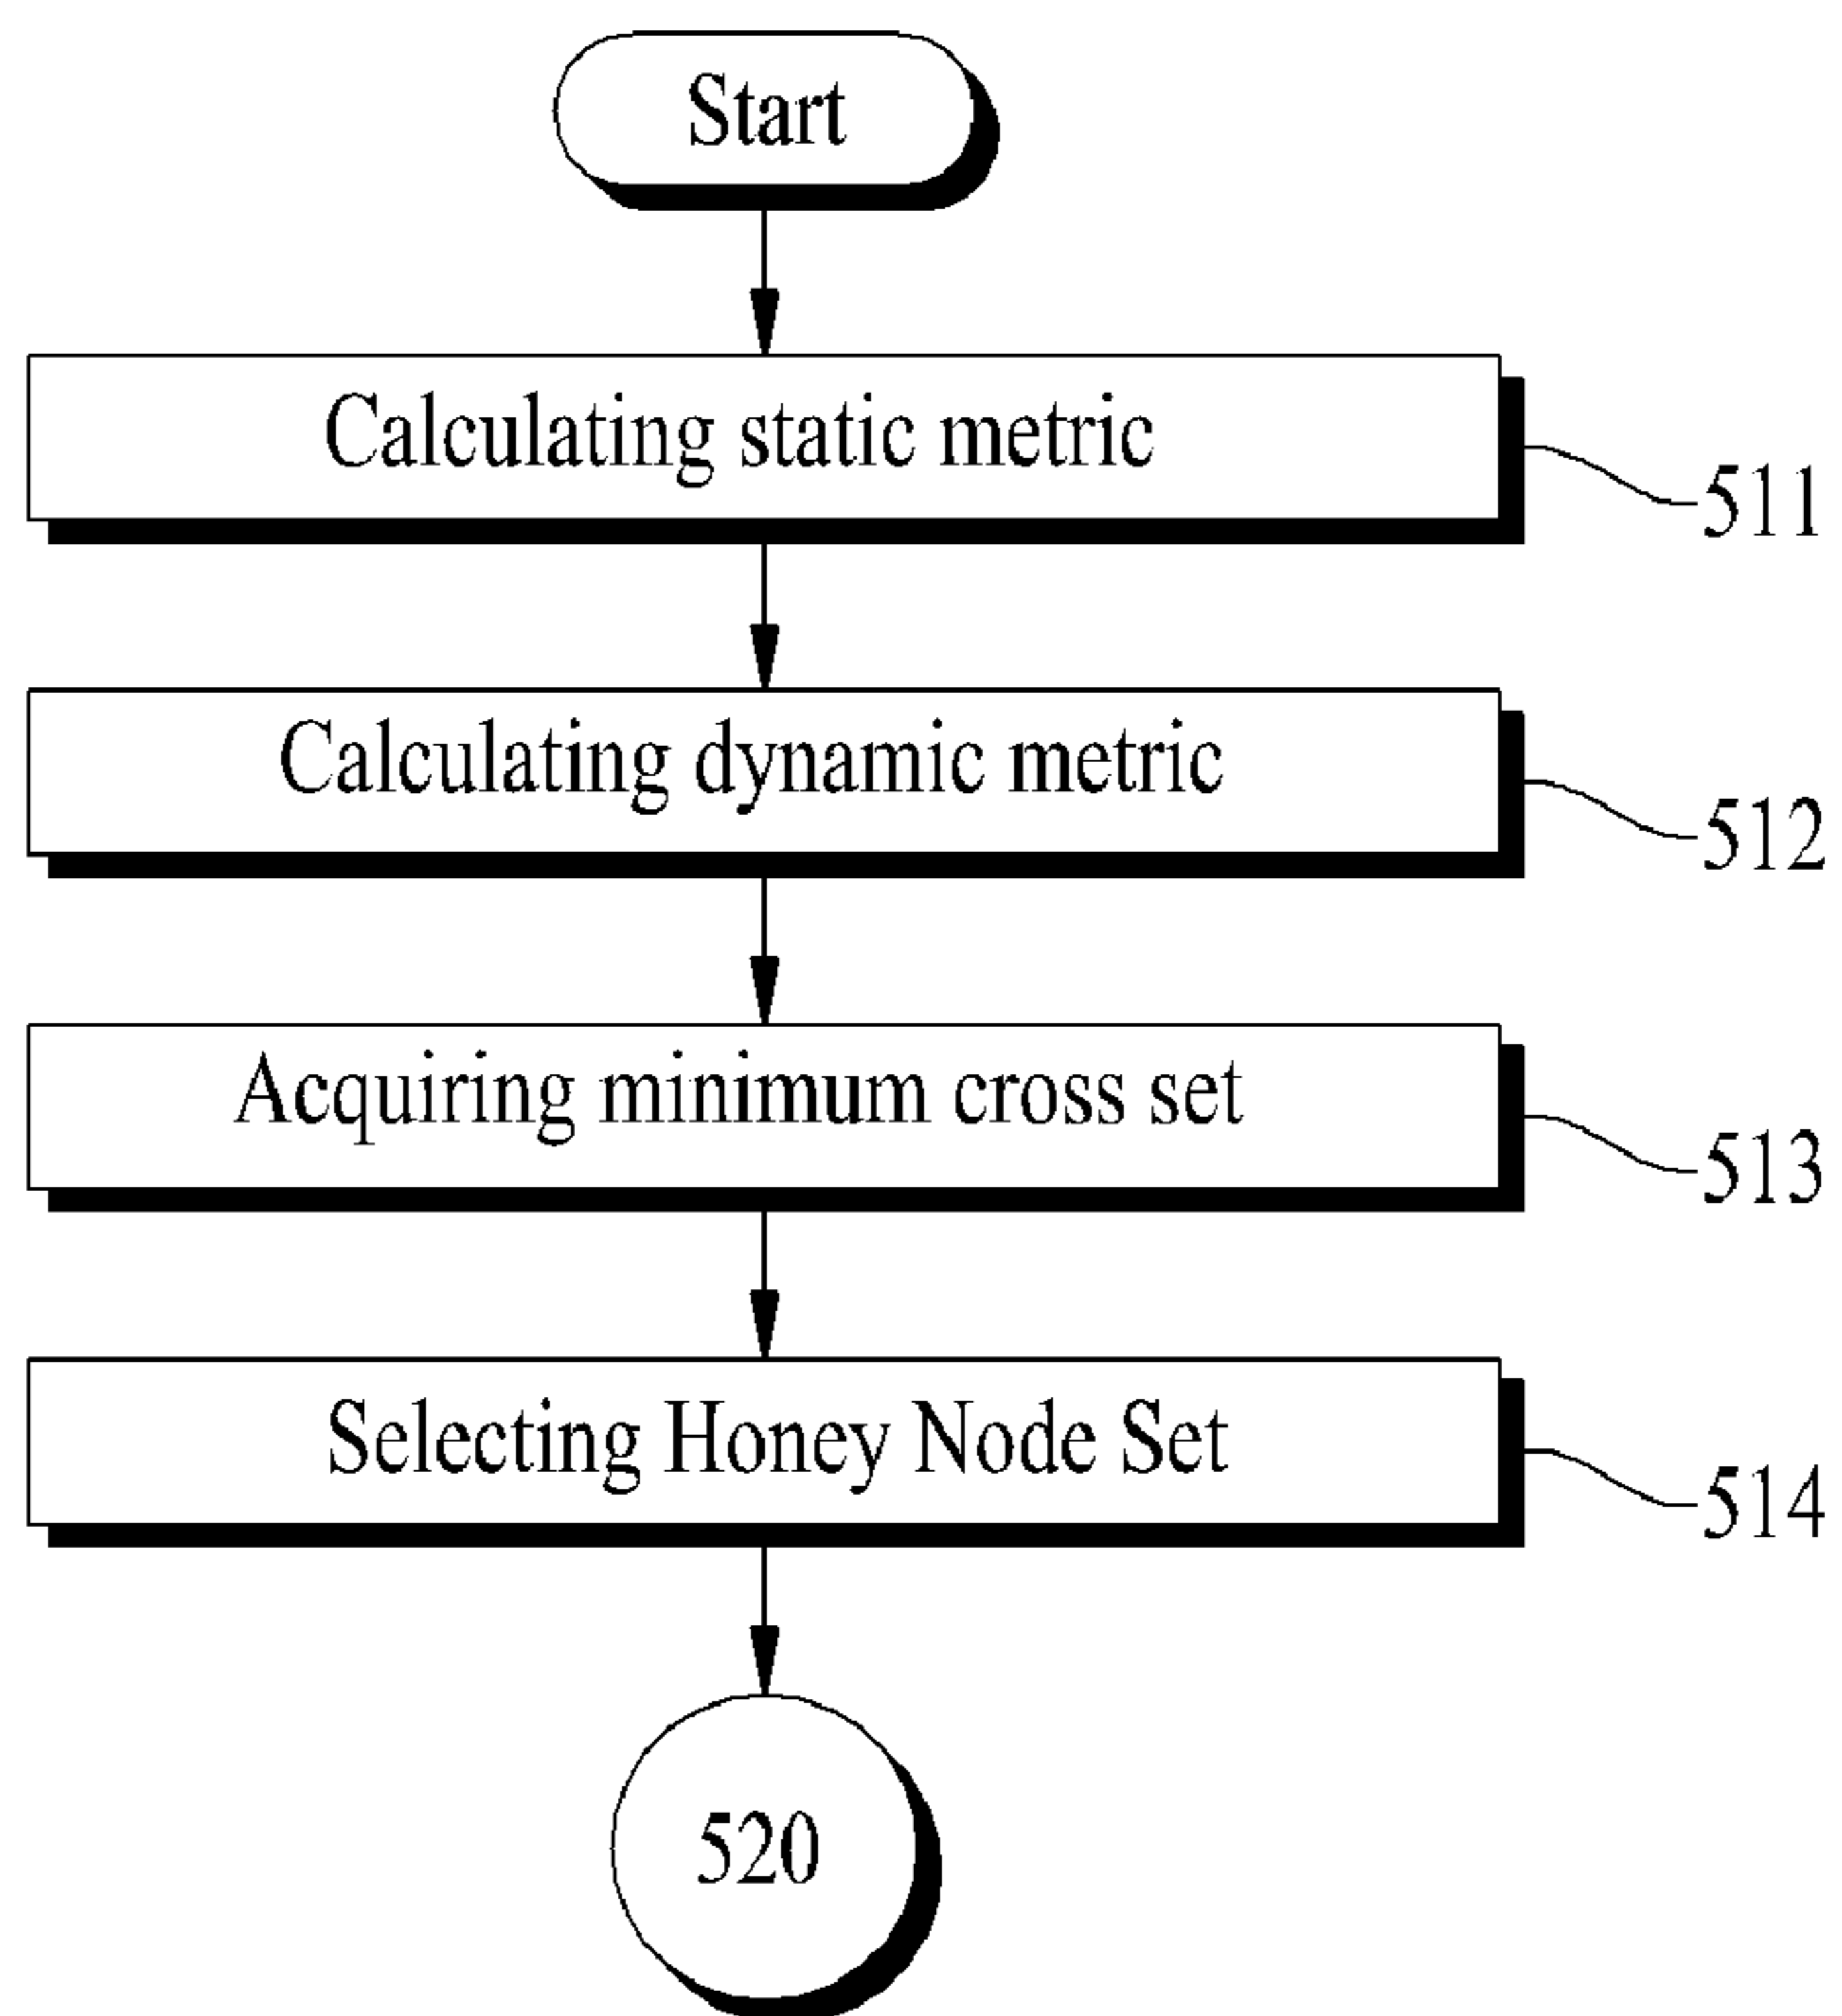 Start
Calculating static metric
511
Calculating dynamic metric
512
Acquiring minimum cross set
513
Selecting Honey Node Set
514
520